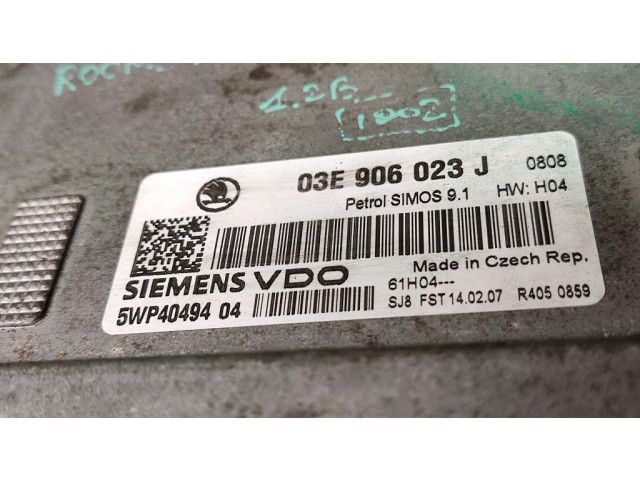 1.2B
1002
03E 906 023 J 0808
Petrol SIMOS 9.1 HW: H04
SIEMENS VDO Made in Czech Rep.
61H04---
5WP40494 04 SJ8 FST 14.02.07 R405 0859